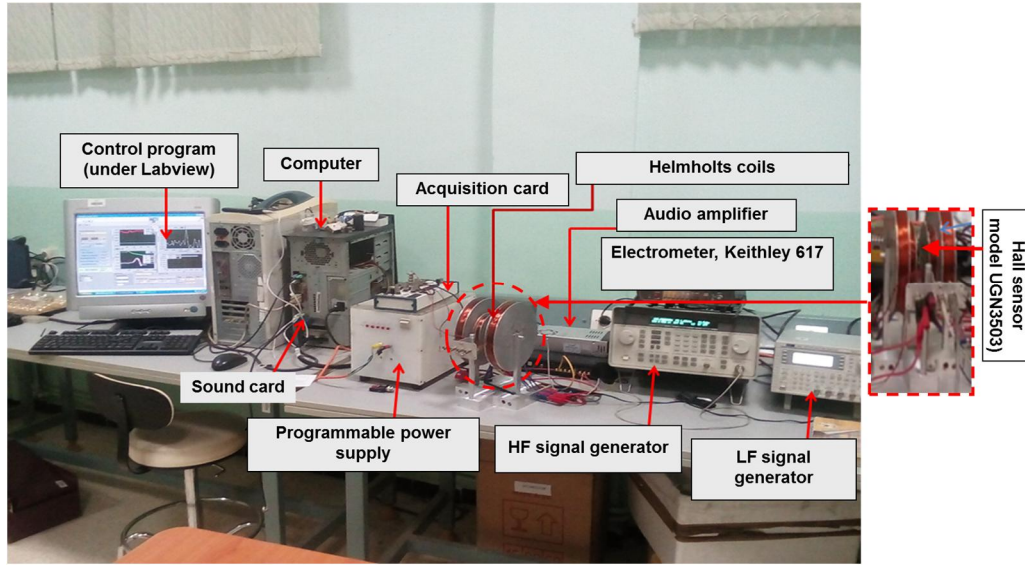 Control program
(under Labview)
Computer
Acquisition card
Helmholts coils
Audio amplifier
Electrometer, Keithley 617
Hall sensor
model UGN3503)
Sound card
Programmable power
supply
HF signal generator
LF signal
generator